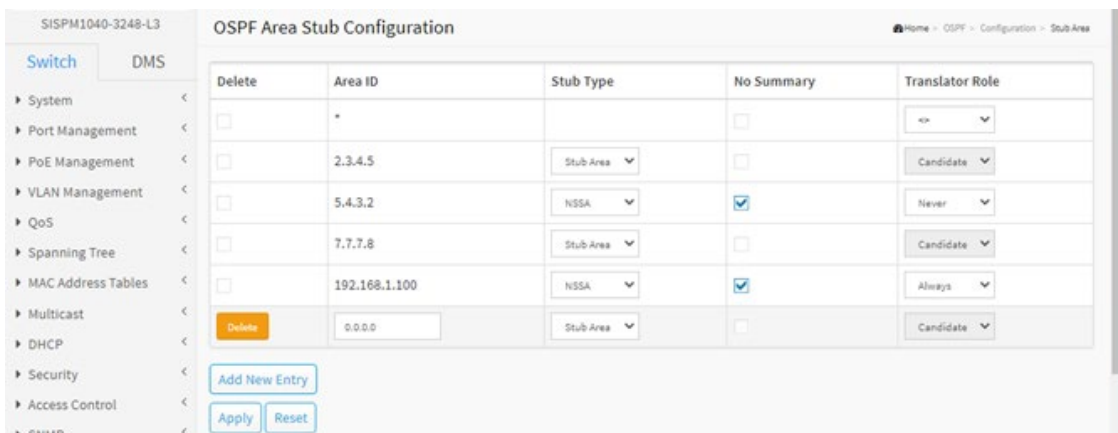 SISPM1040-3248-L3
OSPF Area Stub Configuration
Home > OSPF > Configuration > Stub Area
Switch DMS
System
Port Management
PoE Management
VLAN Management
QoS
Spanning Tree
MAC Address Tables
Multicast
DHCP
Security
Access Control
SNMP
Delete Area ID Stub Type No Summary Translator Role
* <>
2.3.4.5 Stub Area Candidate
5.4.3.2 NSSA Never
7.7.7.8 Stub Area Candidate
192.168.1.100 NSSA Always
Delete 0.0.0.0 Stub Area Candidate
Add New Entry
Apply Reset